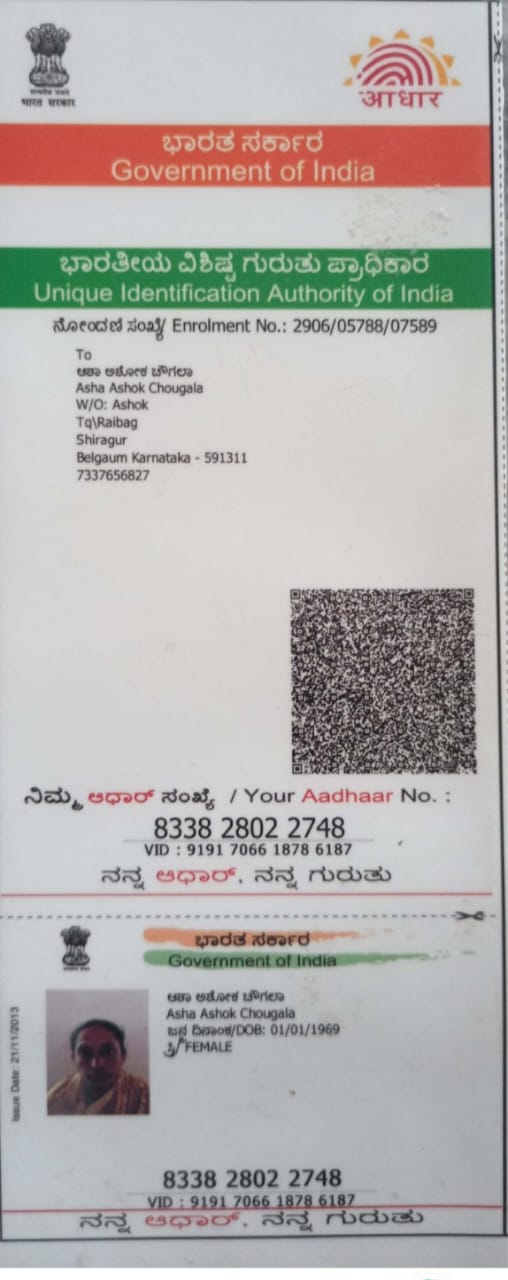 भारत सरकार
आधार
ಭಾರತ ಸರ್ಕಾರ
Government of India
ಭಾರತೀಯ ವಿಶಿಷ್ಟ ಗುರುತು ಪ್ರಾಧಿಕಾರ
Unique Identification Authority of India
ನೋಂದಣಿ ಸಂಖ್ಯೆ/ Enrolment No.: 2906/05788/07589
To
ಆಶಾ ಅಶೋಕ ಚೌಗಲಾ
Asha Ashok Chougala
W/O: Ashok
Tq\Raibag
Shiragur
Belgaum Karnataka - 591311
7337656827
ನಿಮ್ಮ ಆಧಾರ್ ಸಂಖ್ಯೆ / Your Aadhaar No. :
8338 2802 2748
VID : 9191 7066 1878 6187
ನನ್ನ ಆಧಾರ್, ನನ್ನ ಗುರುತು
ಭಾರತ ಸರ್ಕಾರ
Government of India
Issue Date: 21/11/2013
ಆಶಾ ಅಶೋಕ ಚೌಗಲಾ
Asha Ashok Chougala
ಜನ್ಮ ದಿನಾಂಕ/DOB: 01/01/1969
ಸ್ತ್ರೀ/ FEMALE
8338 2802 2748
VID : 9191 7066 1878 6187
ನನ್ನ ಆಧಾರ್, ನನ್ನ ಗುರುತು